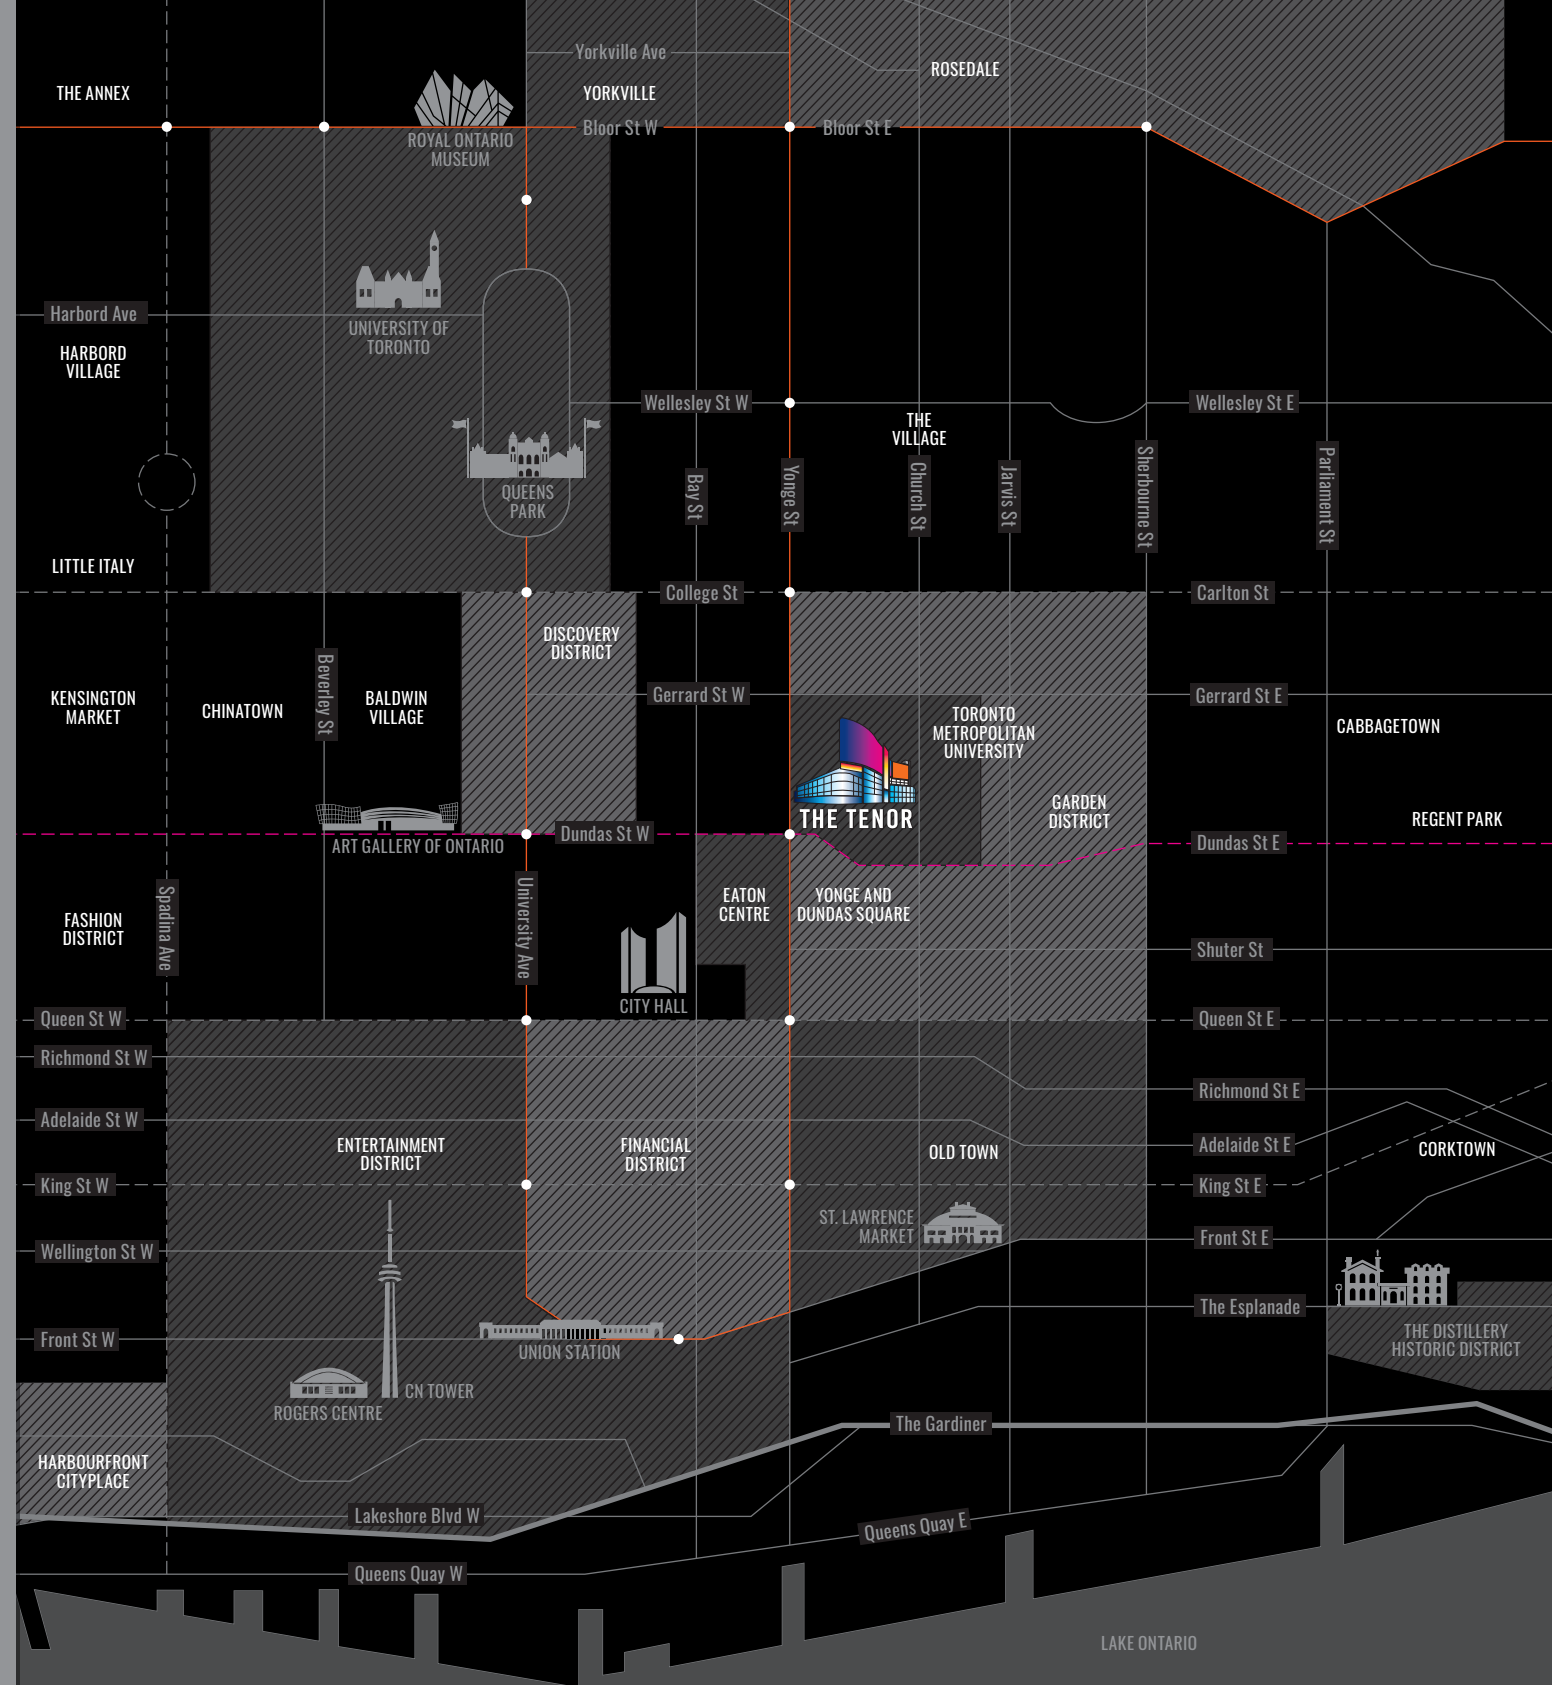 Yorkville Ave
ROSEDALE
THE ANNEX
YORKVILLE
Bloor St W
Bloor St E
ROYAL ONTARIO
MUSEUM
Harbord Ave
UNIVERSITY OF
TORONTO
HARBORD
VILLAGE
Wellesley St W
Wellesley St E
THE
VILLAGE
QUEENS
PARK
Bay St
Yonge St
Church St
Jarvis St
Sherbourne St
Parliament St
LITTLE ITALY
College St
Carlton St
DISCOVERY
DISTRICT
Beverley St
KENSINGTON
MARKET
CHINATOWN
BALDWIN
VILLAGE
Gerrard St W
Gerrard St E
TORONTO
METROPOLITAN
UNIVERSITY
CABBAGETOWN
THE TENOR
GARDEN
DISTRICT
REGENT PARK
Dundas St W
Dundas St E
ART GALLERY OF ONTARIO
Spadina Ave
University Ave
EATON
CENTRE
YONGE AND
DUNDAS SQUARE
FASHION
DISTRICT
Shuter St
CITY HALL
Queen St W
Queen St E
Richmond St W
Richmond St E
Adelaide St W
Adelaide St E
ENTERTAINMENT
DISTRICT
FINANCIAL
DISTRICT
OLD TOWN
CORKTOWN
King St W
King St E
ST. LAWRENCE
MARKET
Wellington St W
Front St E
The Esplanade
Front St W
UNION STATION
THE DISTILLERY
HISTORIC DISTRICT
CN TOWER
ROGERS CENTRE
The Gardiner
HARBOURFRONT
CITYPLACE
Lakeshore Blvd W
Queens Quay E
Queens Quay W
LAKE ONTARIO